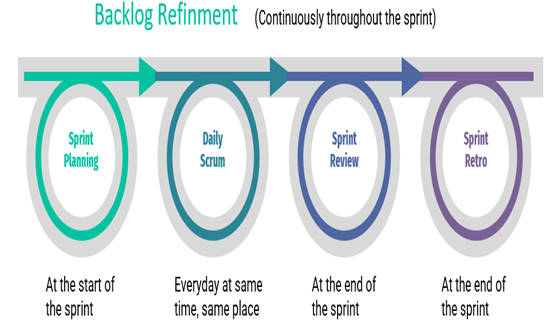 Backlog Refinment (Continuously throughout the sprint)
Sprint
Planning
Daily
Scrum
Sprint
Review
Sprint
Retro
At the start of
the sprint
Everyday at same
time, same place
At the end of
the sprint
At the end of
the sprint